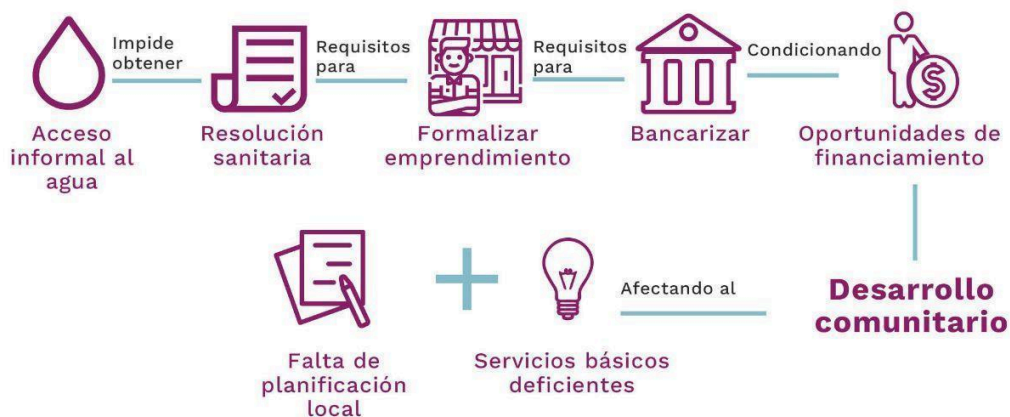 Impide
obtener
Requisitos
para
Requisitos
para
Condicionando
Acceso
informal al
agua
Resolución
sanitaria
Formalizar
emprendimiento
Bancarizar
Oportunidades de
financiamiento
Afectando al
Desarrollo
comunitario
Falta de
planificación
local
Servicios básicos
deficientes